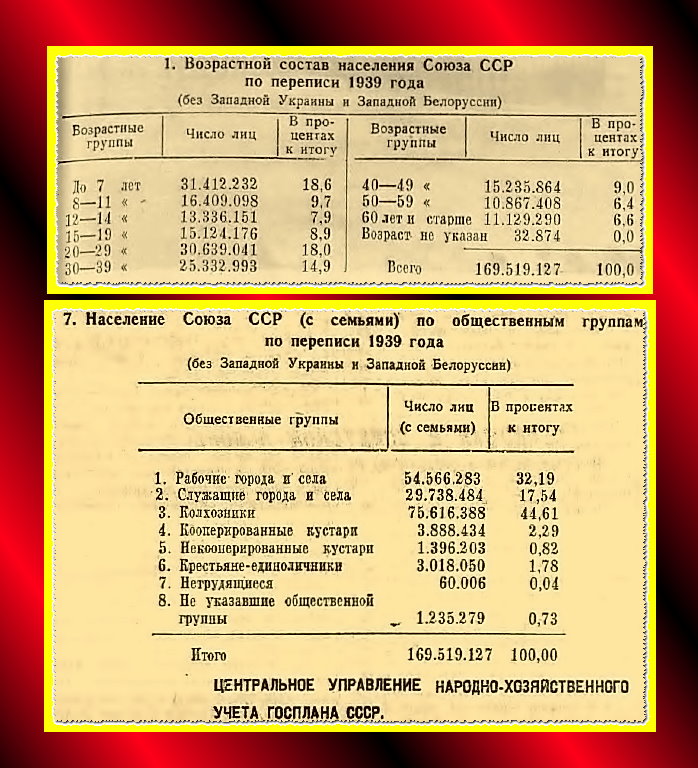 1. Возрастной состав населения Союза ССР
по переписи 1939 года
(без Западной Украины и Западной Белоруссии)
Возрастные группы Число лиц В про-центах к итогу Возрастные группы Число лиц В про-центах к итогу
До 7 лет 31.412.232 18,6 40—49 « 15.235.864 9,0
8—11 « 16.409.098 9,7 50—59 « 10.867.408 6,4
12—14 « 13.336.151 7,9 60 лет и старше 11.129.290 6,6
15—19 « 15.124.176 8,9 Возраст не указан 32.874 0,0
20—29 « 30.639.041 18,0
30—39 « 25.332.993 14,9 Всего 169.519.127 100,0
7. Население Союза ССР (с семьями) по общественным группам
по переписи 1939 года
(без Западной Украины и Западной Белоруссии)
Общественные группы Число лиц (с семьями) В процентах к итогу
1. Рабочие города и села 54.566.283 32,19
2. Служащие города и села 29.738.484 17,54
3. Колхозники 75.616.388 44,61
4. Кооперированные кустари 3.888.434 2,29
5. Некооперированные кустари 1.396.203 0,82
6. Крестьяне-единоличники 3.018.050 1,78
7. Нетрудящиеся 60.006 0,04
8. Не указавшие общественной
группы 1.235.279 0,73
Итого 169.519.127 100,00
ЦЕНТРАЛЬНОЕ УПРАВЛЕНИЕ НАРОДНО-ХОЗЯЙСТВЕННОГО
УЧЕТА ГОСПЛАНА СССР.